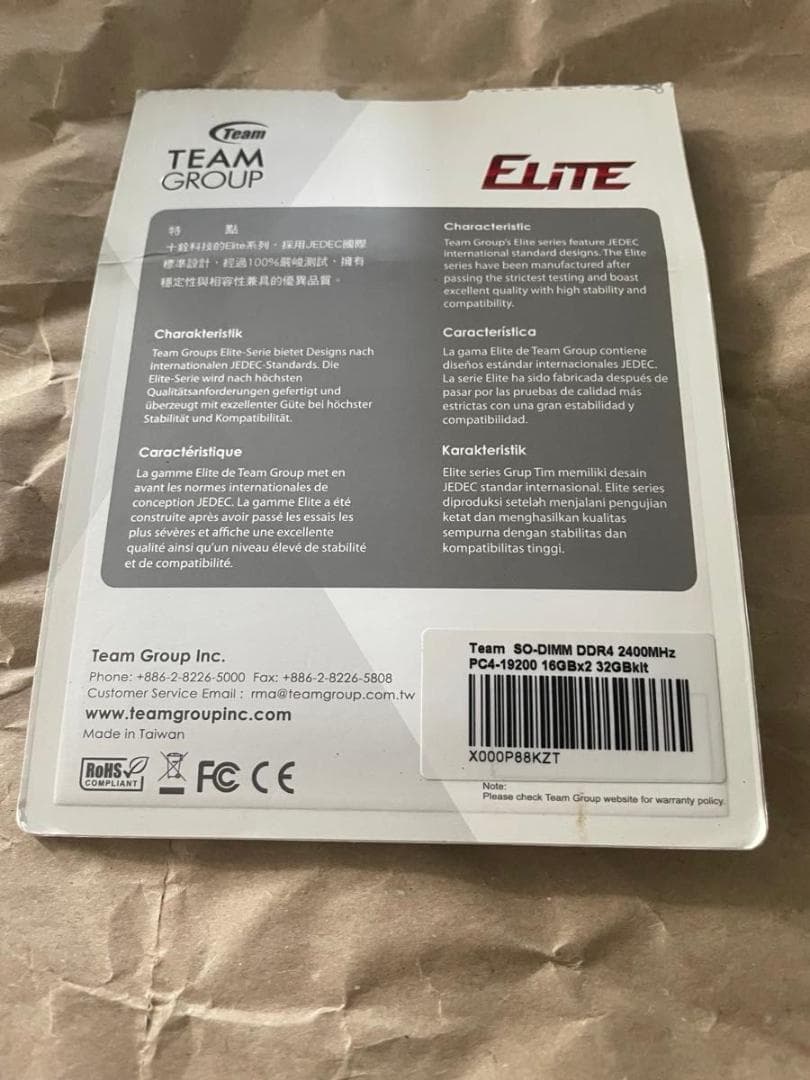 Team
TEAM
GROUP
ELiTE
特 點
十銓科技的Elite系列，採用JEDEC國際
標準設計，經過100%嚴峻測試，擁有
穩定性與相容性兼具的優異品質。
Characteristic
Team Group's Elite series feature JEDEC
international standard designs. The Elite
series have been manufactured after
passing the strictest testing and boast
excellent quality with high stability and
compatibility.
Charakteristik
Team Groups Elite-Serie bietet Designs nach
internationalen JEDEC-Standards. Die
Elite-Serie wird nach höchsten
Qualitätsanforderungen gefertigt und
überzeugt mit exzellenter Güte bei höchster
Stabilität und Kompatibilität.
Característica
La gama Elite de Team Group contiene
diseños estándar internacionales JEDEC.
La serie Elite ha sido fabricada después de
pasar por las pruebas de calidad más
estrictas con una gran estabilidad y
compatibilidad.
Caractéristique
La gamme Elite de Team Group met en
avant les normes internationales de
conception JEDEC. La gamme Elite a été
construite après avoir passé les essais les
plus sévères et affiche une excellente
qualité ainsi qu'un niveau élevé de stabilité
et de compatibilité.
Karakteristik
Elite series Grup Tim memiliki desain
JEDEC standar internasional. Elite series
diproduksi setelah menjalani pengujian
ketat dan menghasilkan kualitas
sempurna dengan stabilitas dan
kompatibilitas tinggi.
Team Group Inc.
Phone: +886-2-8226-5000 Fax: +886-2-8226-5808
Customer Service Email : rma@teamgroup.com.tw
www.teamgroupinc.com
Made in Taiwan
RoHS
COMPLIANT
FC CE
Team SO-DIMM DDR4 2400MHz
PC4-19200 16GBx2 32GBkit
X000P88KZT
Note:
Please check Team Group website for warranty policy.